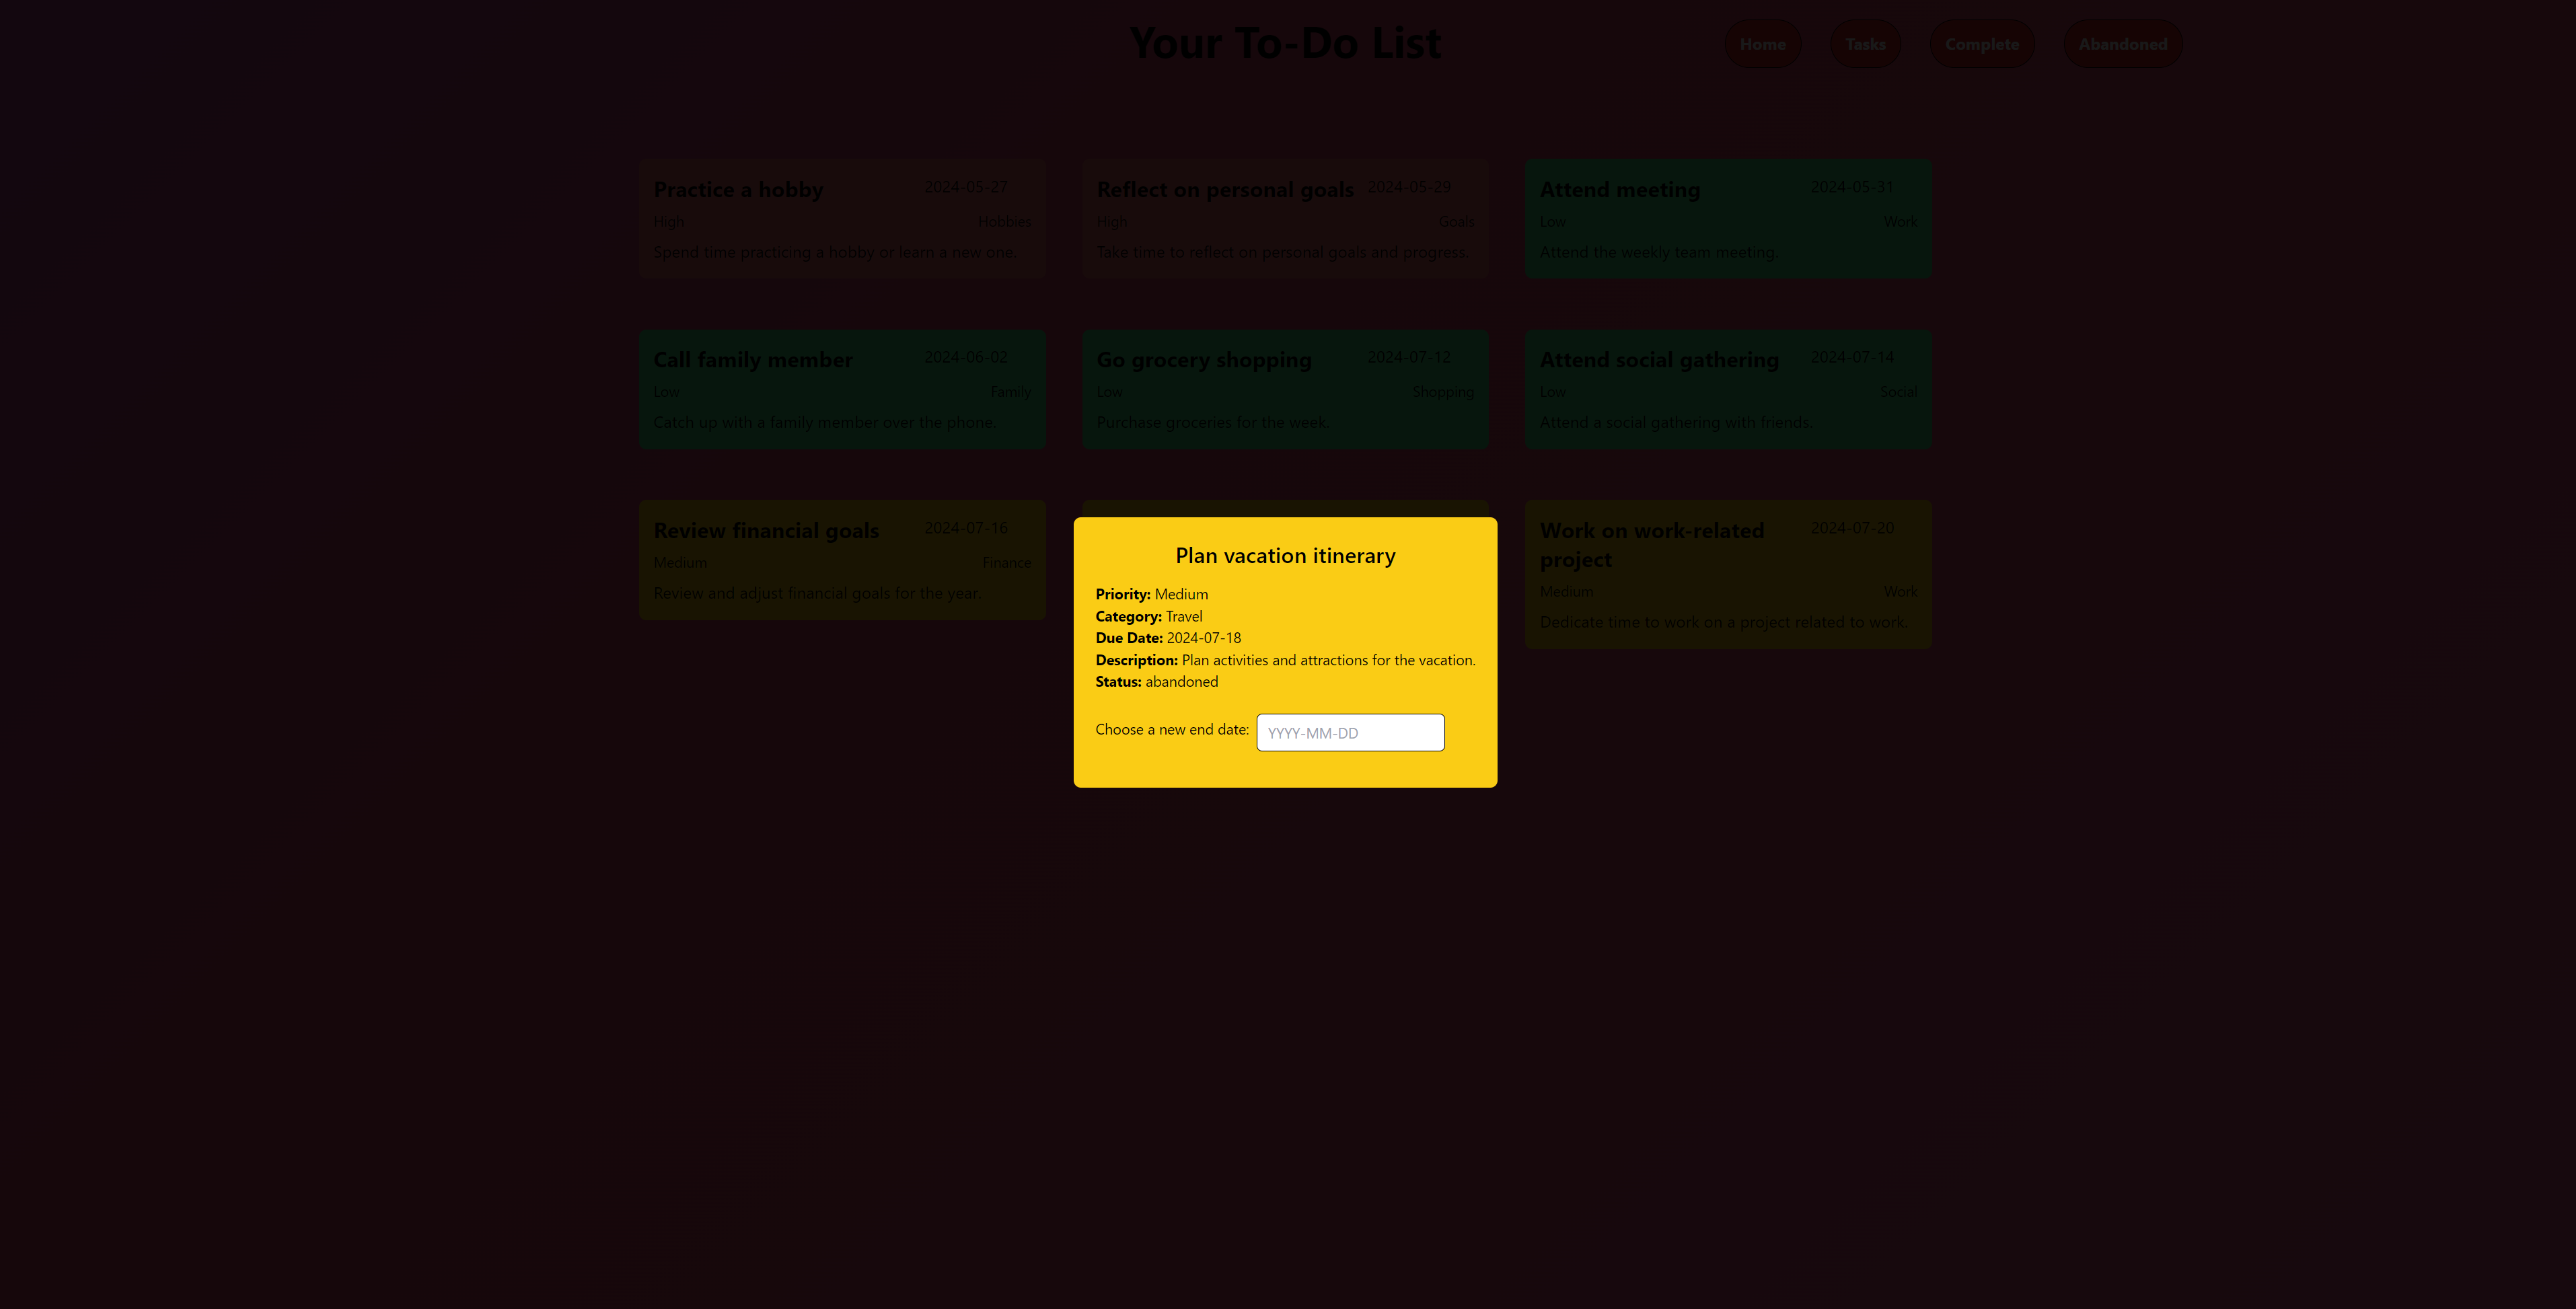 Your To-Do List
Home
Tasks
Complete
Abandoned
Practice a hobby
2024-05-27
High
Hobbies
Spend time practicing a hobby or learn a new one.
Reflect on personal goals
2024-05-29
High
Goals
Take time to reflect on personal goals and progress.
Attend meeting
2024-05-31
Low
Work
Attend the weekly team meeting.
Call family member
2024-06-02
Low
Family
Catch up with a family member over the phone.
Go grocery shopping
2024-07-12
Low
Shopping
Purchase groceries for the week.
Attend social gathering
2024-07-14
Low
Social
Attend a social gathering with friends.
Review financial goals
2024-07-16
Medium
Finance
Review and adjust financial goals for the year.
Plan vacation itinerary
Priority: Medium
Category: Travel
Due Date: 2024-07-18
Description: Plan activities and attractions for the vacation.
Status: abandoned
Choose a new end date: YYYY-MM-DD
Work on work-related
project
2024-07-20
Medium
Work
Dedicate time to work on a project related to work.